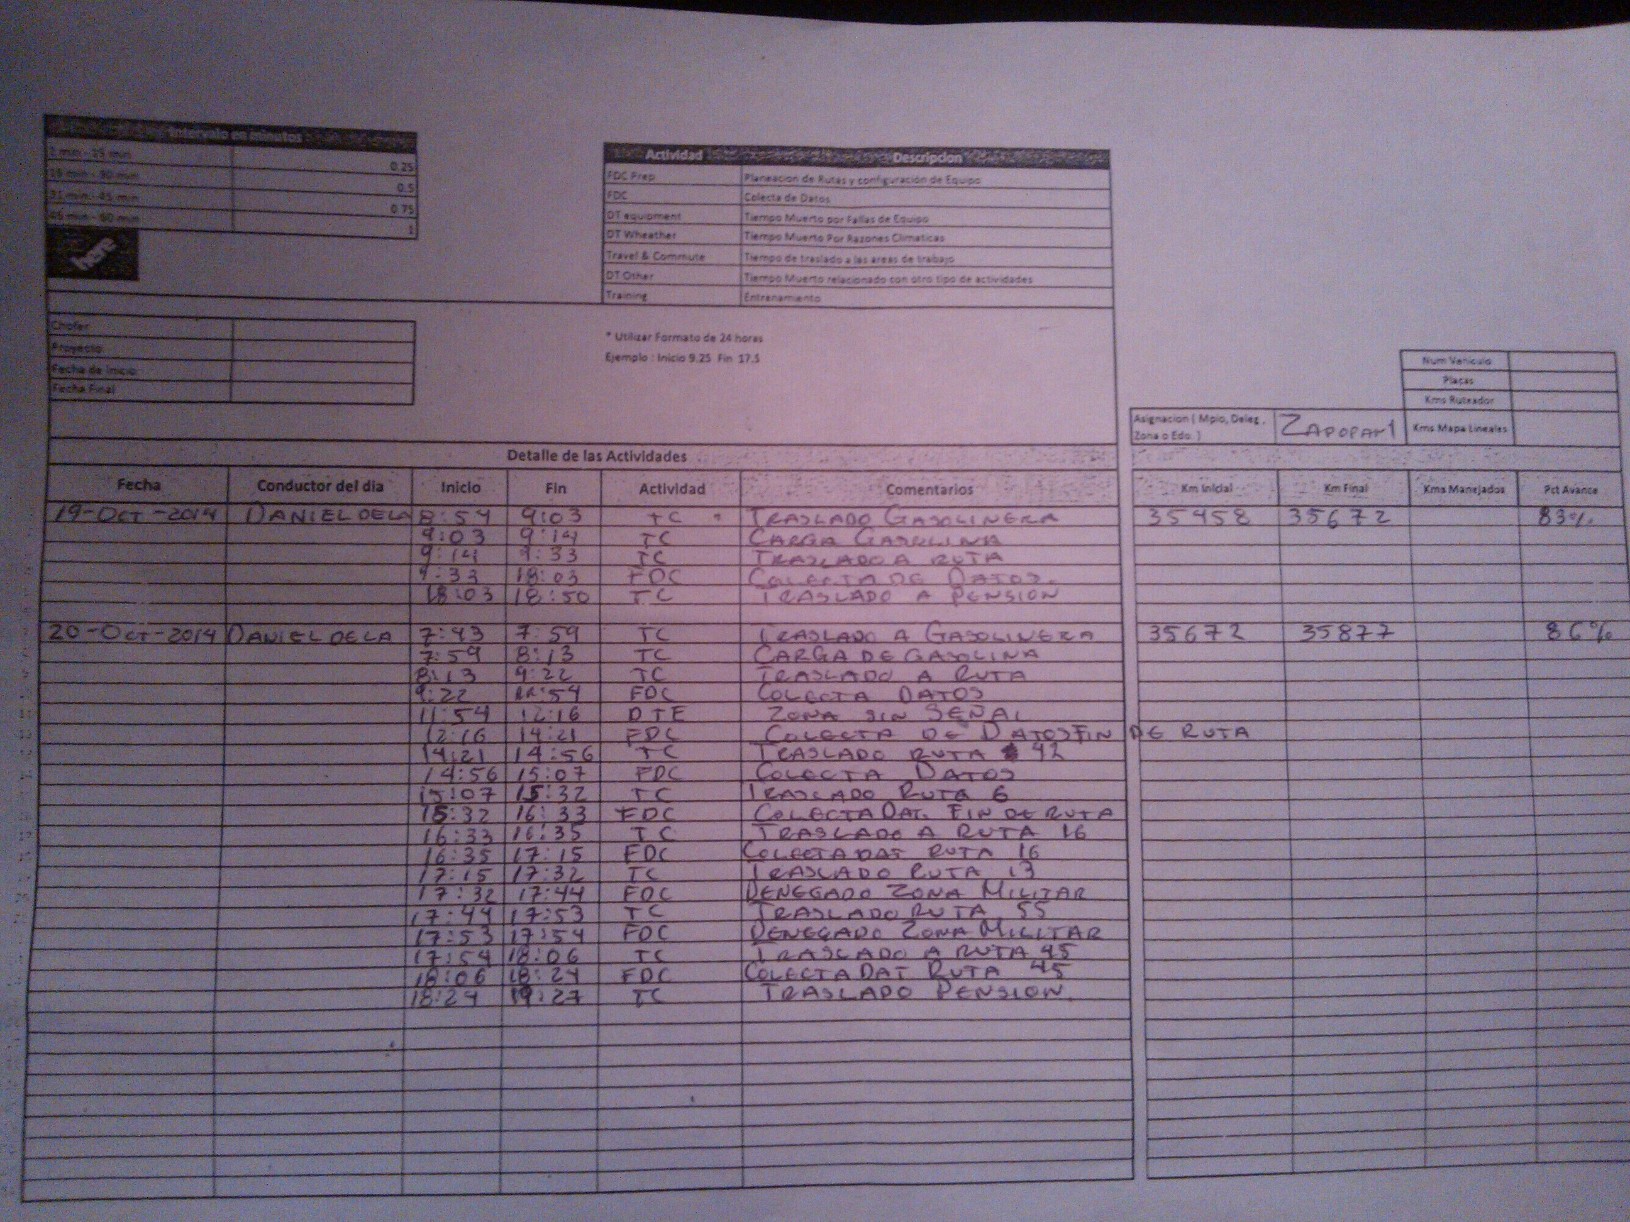 Intervalo en minutos
1 min - 15 min 0.25
16 min - 30 min 0.5
31 min - 45 min 0.75
45 min - 60 min 1
here
Actividad Descripcion
FDC Prep Planeacion de Rutas y configuración de Equipo
FDC Colecta de Datos
DT equipment Tiempo Muerto por Fallas de Equipo
DT Wheather Tiempo Muerto Por Razones Climaticas
Travel & Commute Tiempo de traslado a las areas de trabajo
DT Other Tiempo Muerto relacionado con otro tipo de actividades
Training Entrenamiento
Chofer
Proyecto
Fecha de Inicio
Fecha Final
* Utilizar Formato de 24 horas
Ejemplo : Inicio 9.25 Fin 17.5
Num Vehiculo
Placas
Kms Ruteador
Asignacion ( Mpio, Deleg, Zona o Edo. ) ZAPOPAN 1 Kms Mapa Lineales
Detalle de las Actividades
Fecha Conductor del dia Inicio Fin Actividad Comentarios Km Inicial Km Final Kms Manejados Pct Avance
19-OCT-2014 DANIEL DE LA 8:54 9:03 TC TRASLADO GASOLINERA 35458 35672 83%
9:03 9:14 TC CARGA GASOLINA
9:14 9:33 TC TRASLADO A RUTA
9:33 18:03 FDC COLECTA DE DATOS.
18:03 18:50 TC TRASLADO A PENSION
20-OCT-2014 DANIEL DE LA 7:43 7:59 TC TRASLADO A GASOLINERA 35672 35877 86%
7:59 8:13 TC CARGA DE GASOLINA
8:13 9:22 TC TRASLADO A RUTA
9:22 11:54 FDC COLECTA DATOS
11:54 12:16 DTE ZONA SIN SEÑAL
12:16 14:21 FDC COLECTA DE DATOS FIN DE RUTA
14:21 14:56 TC TRASLADO RUTA 42
14:56 15:07 FDC COLECTA DATOS
15:07 15:32 TC TRASLADO RUTA 6
15:32 16:33 FDC COLECTA DAT. FIN DE RUTA
16:33 16:35 TC TRASLADO A RUTA 16
16:35 17:15 FDC COLECTA DAT RUTA 16
17:15 17:32 TC TRASLADO RUTA 13
17:32 17:44 FDC DENEGADO ZONA MILITAR
17:44 17:53 TC TRASLADO RUTA 55
17:53 17:54 FDC DENEGADO ZONA MILITAR
17:54 18:06 TC TRASLADO A RUTA 45
18:06 18:24 FDC COLECTA DAT RUTA 45
18:24 19:27 TC TRASLADO PENSION.